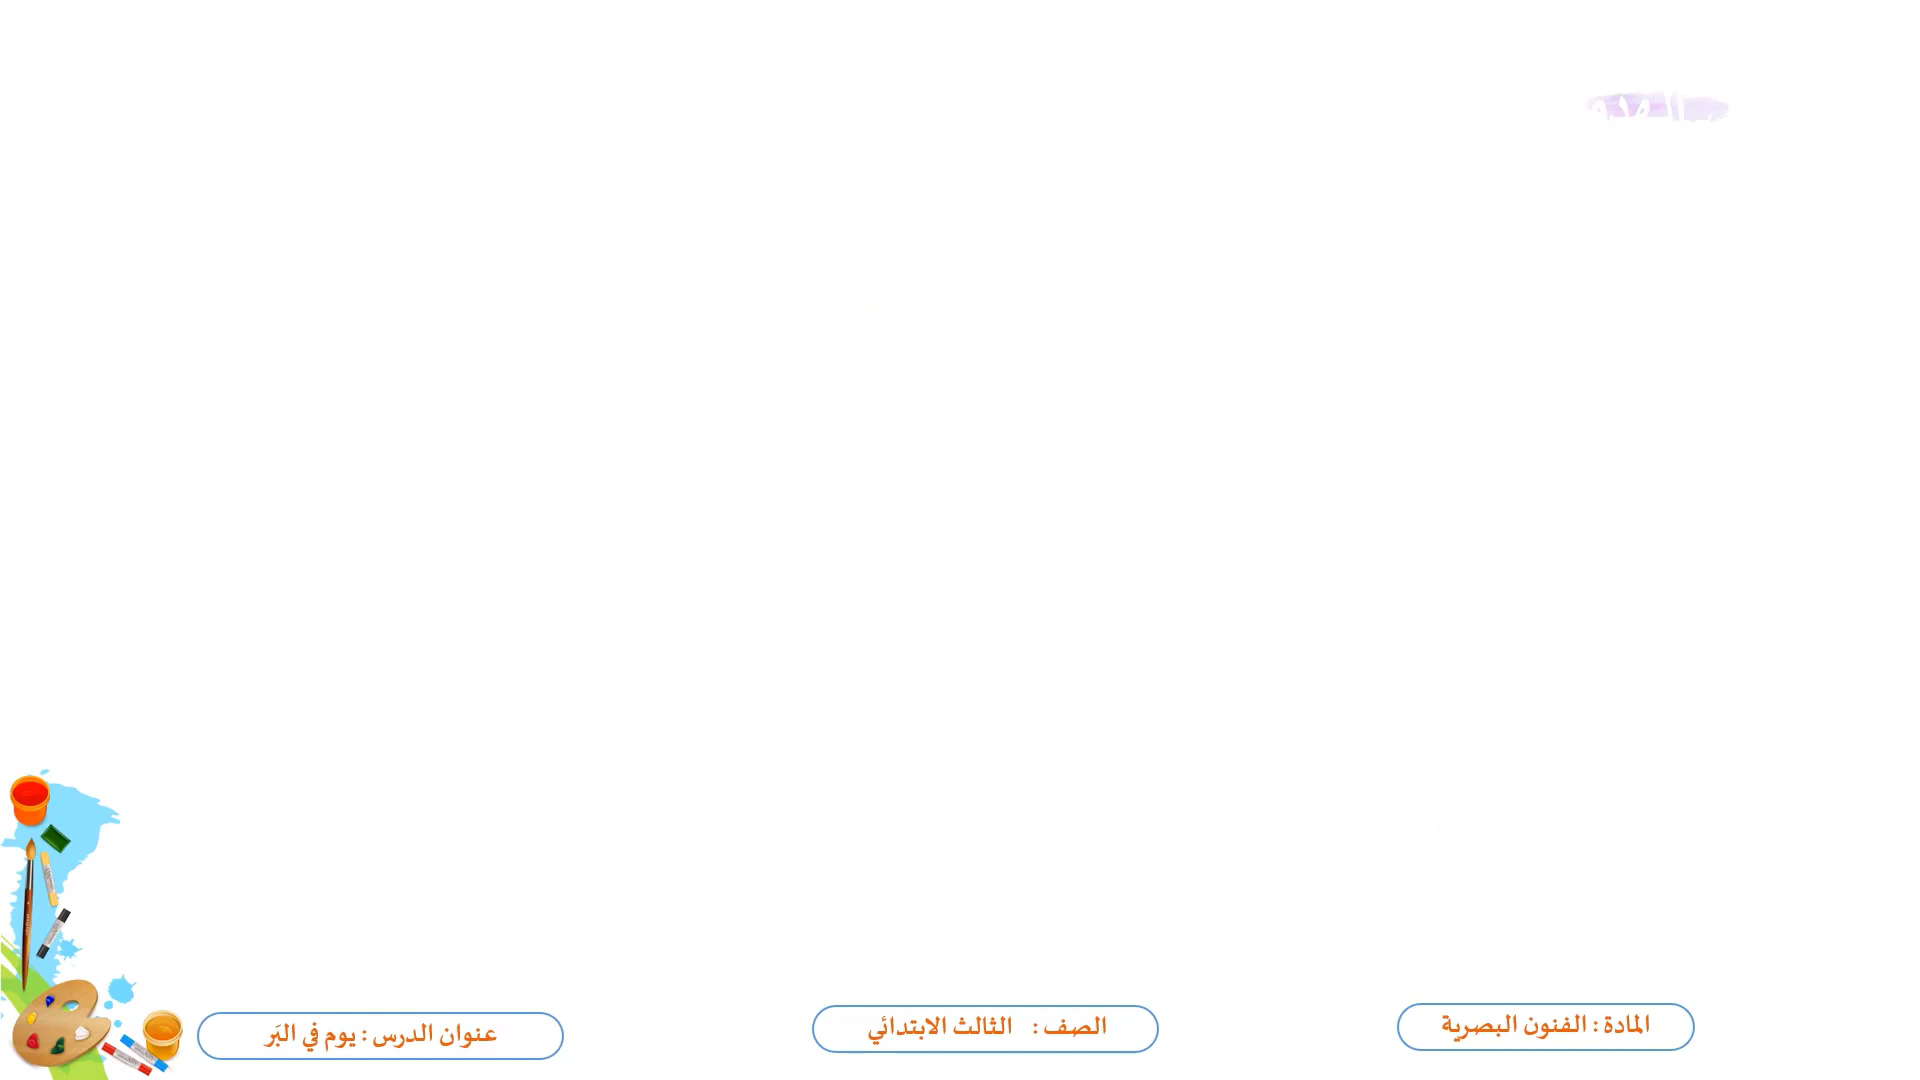 المادة : الفنون البصرية
الصف : الثالث الابتدائي
عنوان الدرس : يوم في البَر